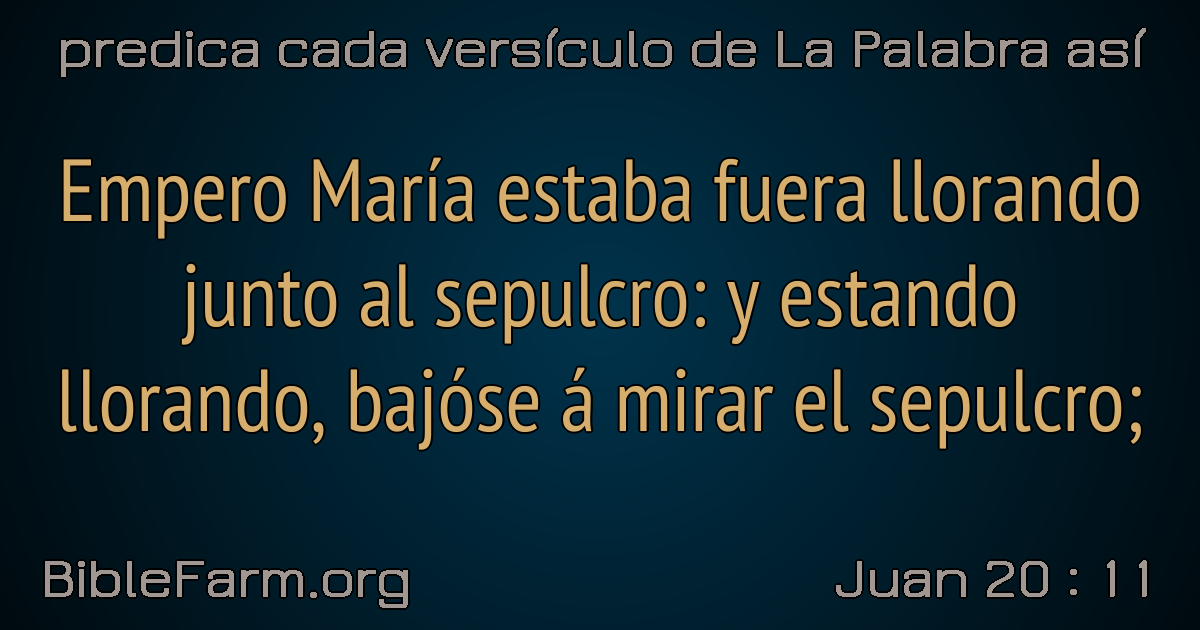 predica cada versículo de La Palabra así
Empero María estaba fuera llorando
junto al sepulcro: y estando
llorando, bajóse á mirar el sepulcro;
BibleFarm.org
Juan 20 : 11